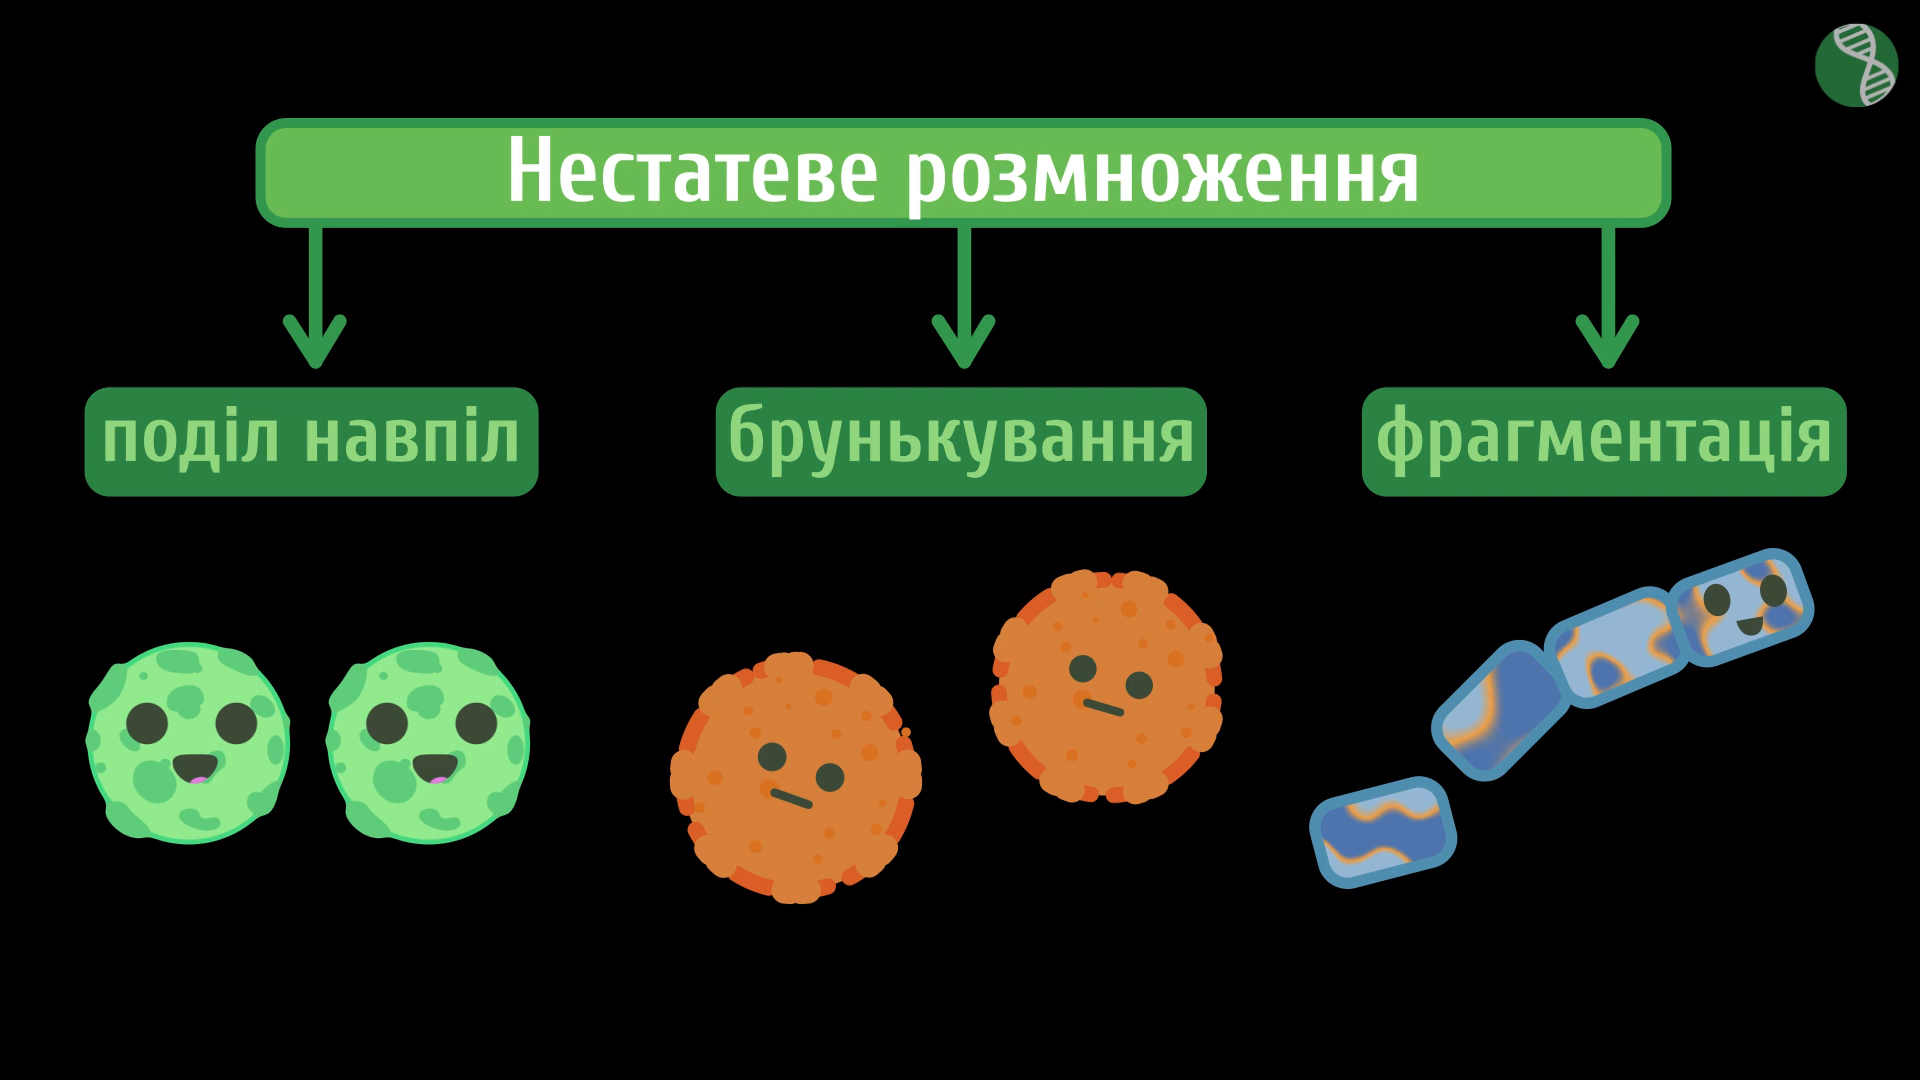 Нестатеве розмноження
поділ навпіл
брунькування
фрагментація